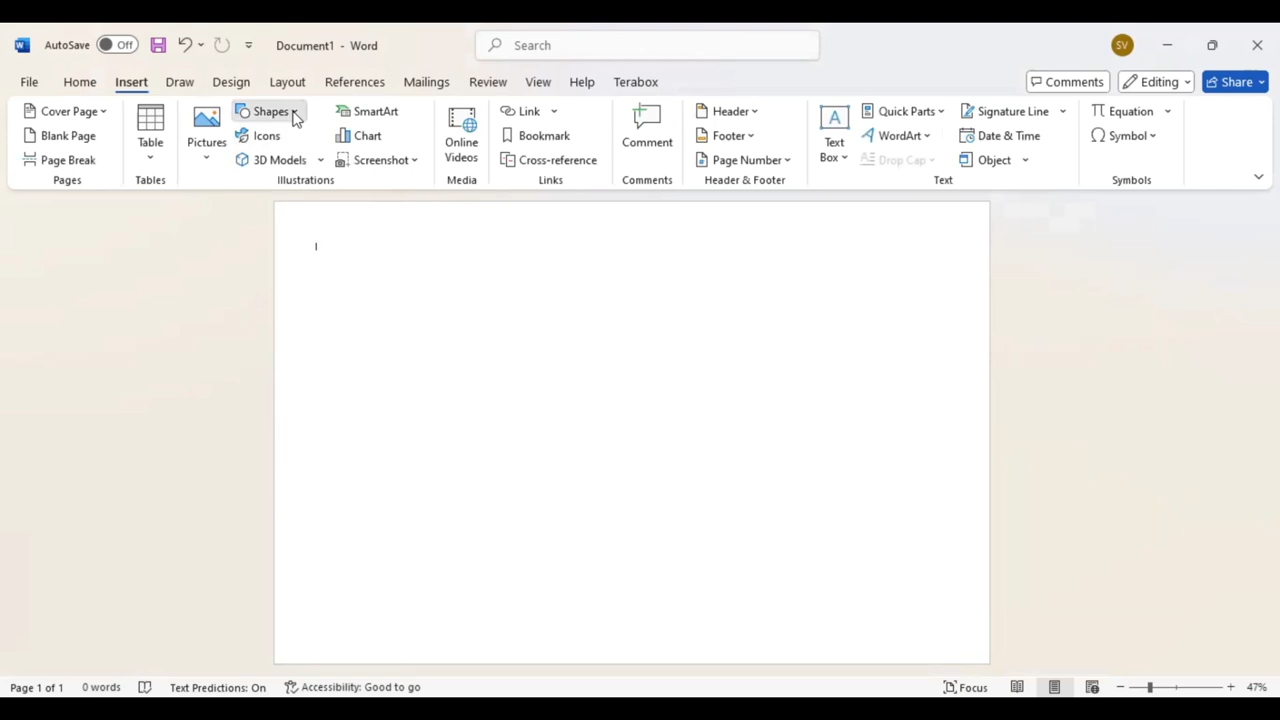 AutoSave Off Document1 - Word Search SV
File Home Insert Draw Design Layout References Mailings Review View Help Terabox Comments Editing Share
Cover Page
Blank Page
Page Break
Pages
Table
Tables
Pictures
Shapes
Icons
3D Models
SmartArt
Chart
Screenshot
Illustrations
Online
Videos
Media
Link
Bookmark
Cross-reference
Links
Comment
Comments
Header
Footer
Page Number
Header & Footer
Text
Box
Quick Parts
WordArt
Drop Cap
Signature Line
Date & Time
Object
Text
Equation
Symbol
Symbols
Page 1 of 1 0 words Text Predictions: On Accessibility: Good to go Focus 47%